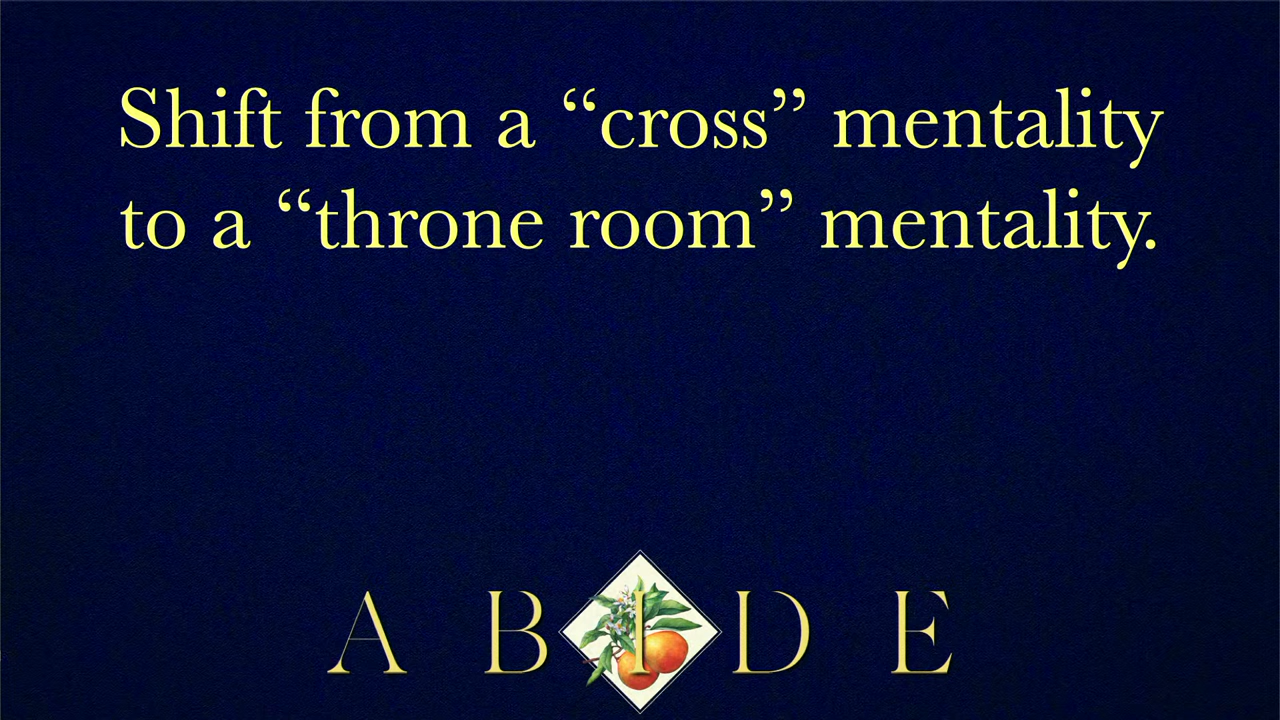 Shift from a “cross” mentality
to a “throne room” mentality.
A B I D E